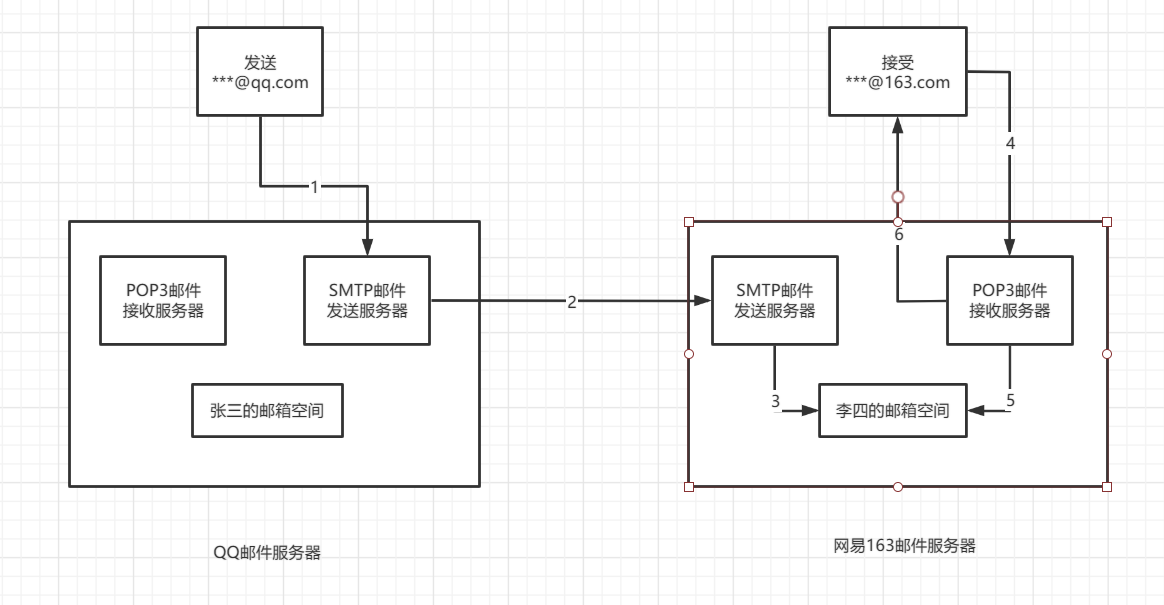 发送
***@qq.com
接受
***@163.com
4
1
6
POP3邮件
接收服务器
SMTP邮件
发送服务器
2
SMTP邮件
发送服务器
POP3邮件
接收服务器
张三的邮箱空间
3
李四的邮箱空间
5
QQ邮件服务器
网易163邮件服务器